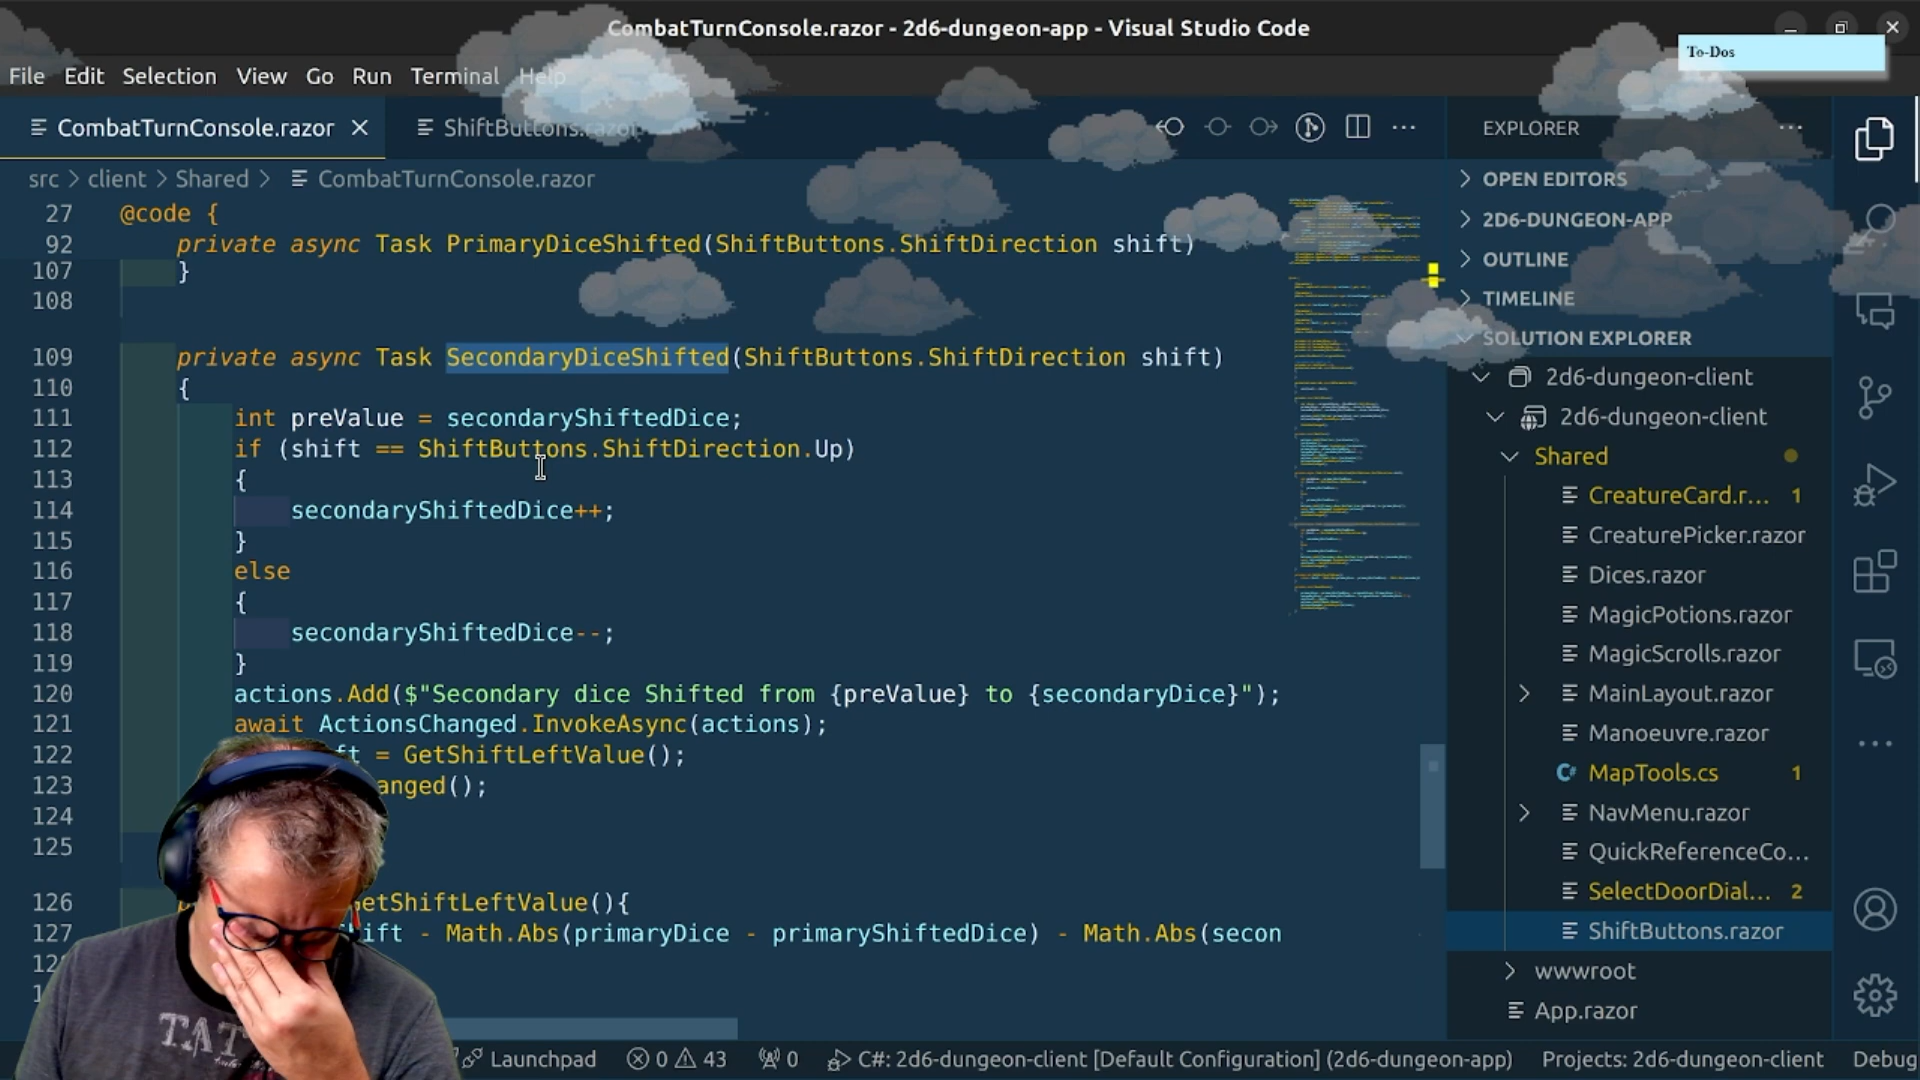 CombatTurnConsole.razor - 2d6-dungeon-app - Visual Studio Code
To-Dos
File Edit Selection View Go Run Terminal Help
CombatTurnConsole.razor
ShiftButtons.razor
EXPLORER
src > client > Shared > CombatTurnConsole.razor
27 @code {
92 private async Task PrimaryDiceShifted(ShiftButtons.ShiftDirection shift)
107 }
108
109 private async Task SecondaryDiceShifted(ShiftButtons.ShiftDirection shift)
110 {
111 int preValue = secondaryShiftedDice;
112 if (shift == ShiftButtons.ShiftDirection.Up)
113 {
114 secondaryShiftedDice++;
115 }
116 else
117 {
118 secondaryShiftedDice--;
119 }
120 actions.Add($"Secondary dice Shifted from {preValue} to {secondaryDice}");
121 await ActionsChanged.InvokeAsync(actions);
122 ft = GetShiftLeftValue();
123 anged();
124
125
126 etShiftLeftValue(){
127 ift - Math.Abs(primaryDice - primaryShiftedDice) - Math.Abs(secon
OPEN EDITORS
2D6-DUNGEON-APP
OUTLINE
TIMELINE
SOLUTION EXPLORER
2d6-dungeon-client
2d6-dungeon-client
Shared
CreatureCard.r... 1
CreaturePicker.razor
Dices.razor
MagicPotions.razor
MagicScrolls.razor
MainLayout.razor
Manoeuvre.razor
MapTools.cs 1
NavMenu.razor
QuickReferenceCo...
SelectDoorDial... 2
ShiftButtons.razor
wwwroot
App.razor
TAT
Launchpad 0 43 0 C#: 2d6-dungeon-client [Default Configuration] (2d6-dungeon-app) Projects: 2d6-dungeon-client Debug